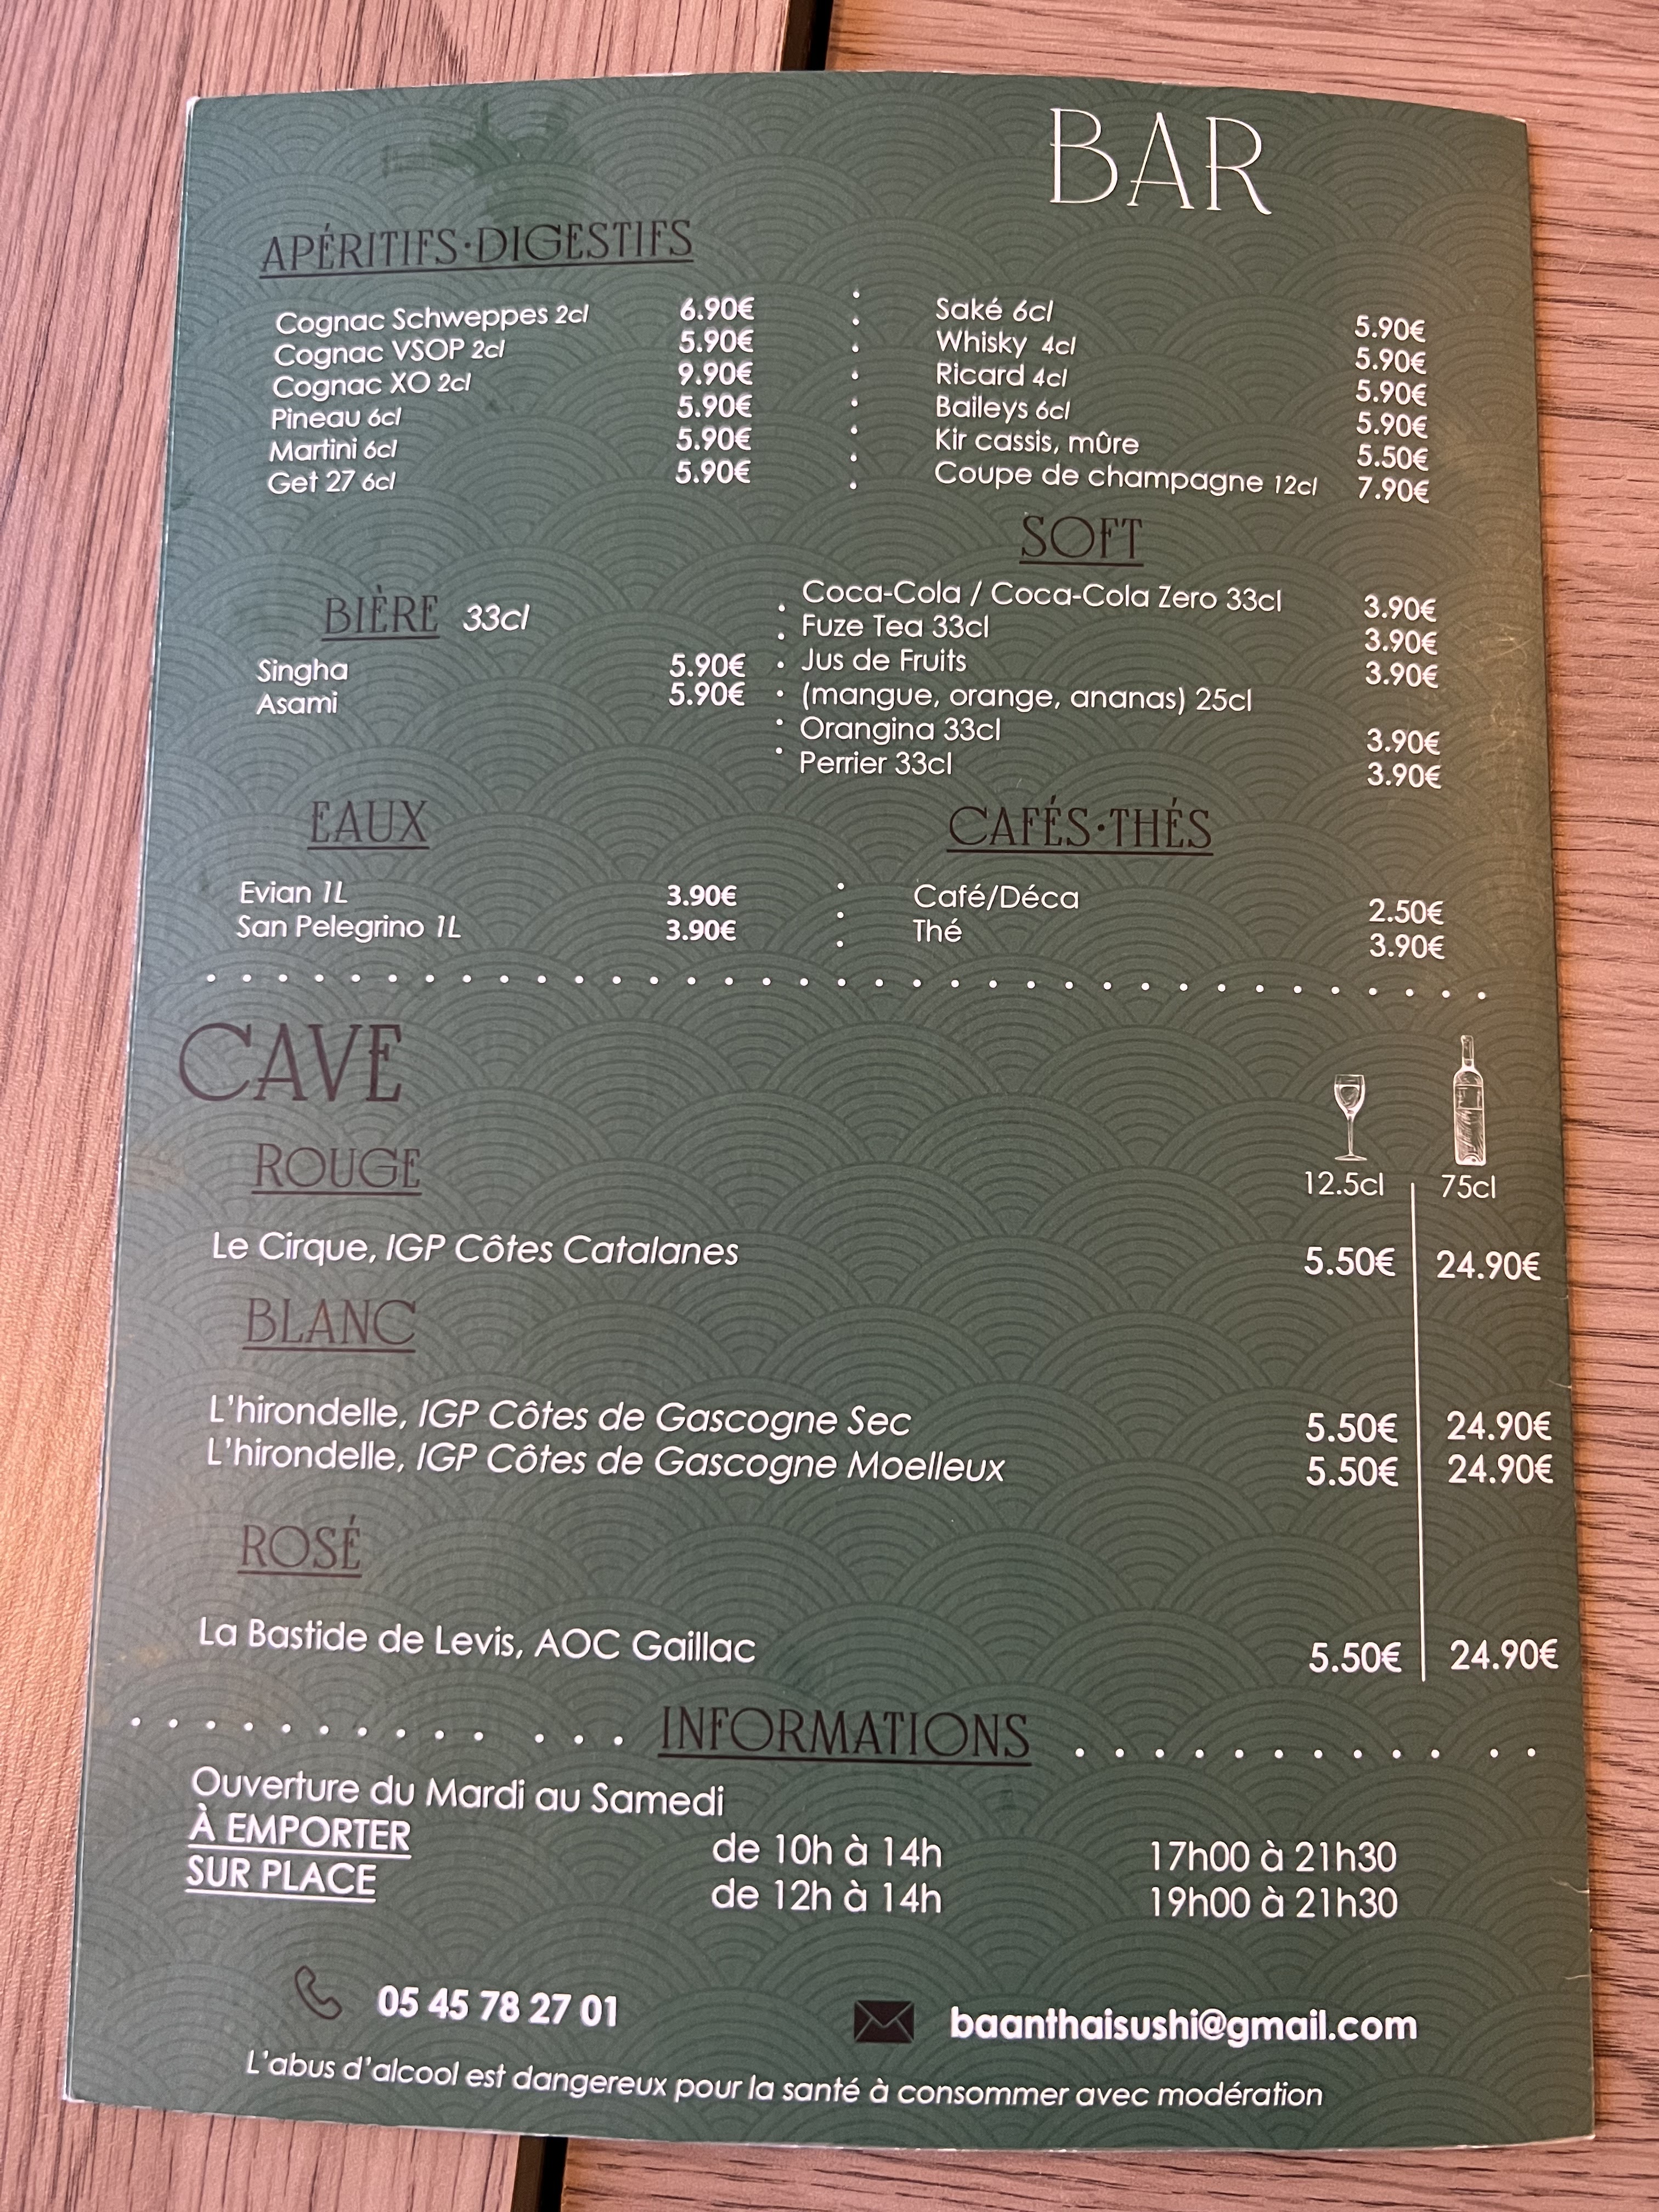 BAR
APÉRITIFS·DIGESTIFS
Cognac Schweppes 2cl 6.90€
Cognac VSOP 2cl 5.90€
Cognac XO 2cl 9.90€
Pineau 6cl 5.90€
Martini 6cl 5.90€
Get 27 6cl 5.90€
Saké 6cl 5.90€
Whisky 4cl 5.90€
Ricard 4cl 5.90€
Baileys 6cl 5.90€
Kir cassis, mûre 5.50€
Coupe de champagne 12cl 7.90€
BIÈRE 33cl
Singha 5.90€
Asami 5.90€
SOFT
Coca-Cola / Coca-Cola Zero 33cl 3.90€
Fuze Tea 33cl 3.90€
Jus de Fruits 3.90€
(mangue, orange, ananas) 25cl
Orangina 33cl 3.90€
Perrier 33cl 3.90€
EAUX
Evian 1L 3.90€
San Pelegrino 1L 3.90€
CAFÉS·THÉS
Café/Déca 2.50€
Thé 3.90€
CAVE
12.5cl 75cl
ROUGE
Le Cirque, IGP Côtes Catalanes 5.50€ 24.90€
BLANC
L'hirondelle, IGP Côtes de Gascogne Sec 5.50€ 24.90€
L'hirondelle, IGP Côtes de Gascogne Moelleux 5.50€ 24.90€
ROSÉ
La Bastide de Levis, AOC Gaillac 5.50€ 24.90€
INFORMATIONS
Ouverture du Mardi au Samedi
À EMPORTER de 10h à 14h 17h00 à 21h30
SUR PLACE de 12h à 14h 19h00 à 21h30
05 45 78 27 01 baanthaisushi@gmail.com
L'abus d'alcool est dangereux pour la santé à consommer avec modération